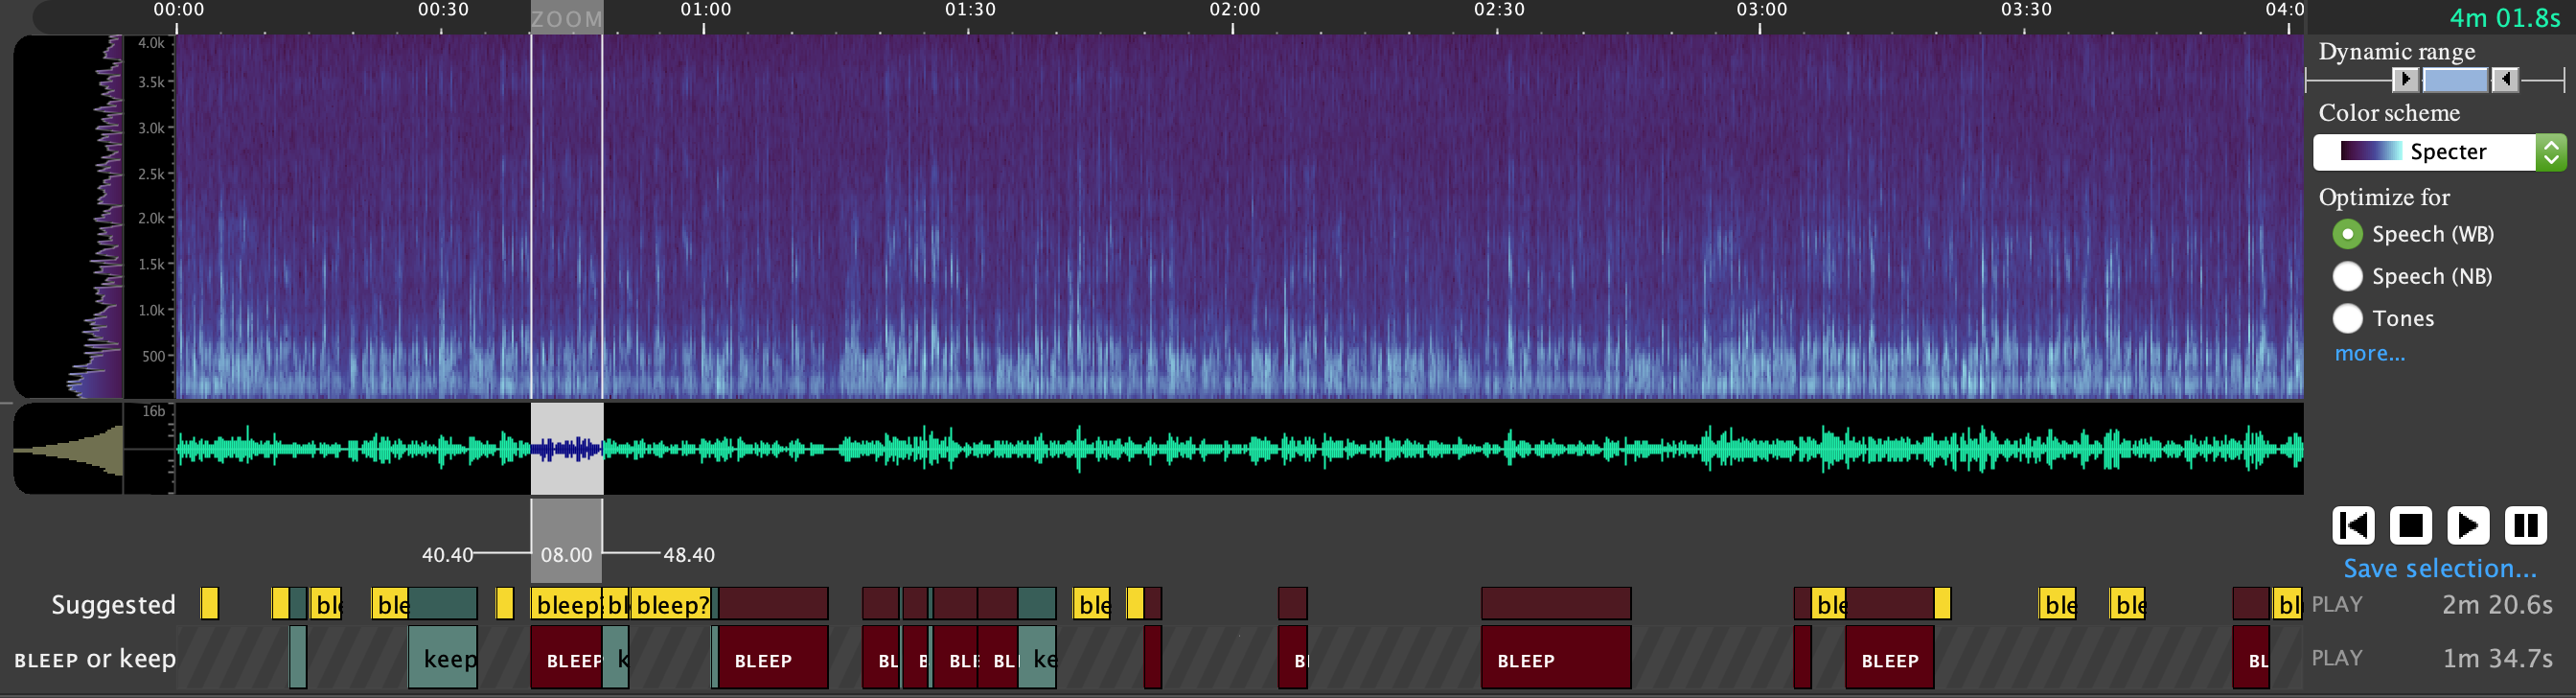 00:00 00:30 ZOOM 01:00 01:30 02:00 02:30 03:00 03:30 04:0 4m 01.8s
4.0k
3.5k
3.0k
2.5k
2.0k
1.5k
1.0k
500
16b
Dynamic range
Color scheme
Specter
Optimize for
Speech (WB)
Speech (NB)
Tones
more...
40.40 08.00 48.40
Save selection...
Suggested ble ble bleep? bl bleep? ble ble ble ble bl PLAY 2m 20.6s
BLEEP or keep keep BLEEP k BLEEP BL B BLE BL ke B BLEEP BLEEP BL PLAY 1m 34.7s